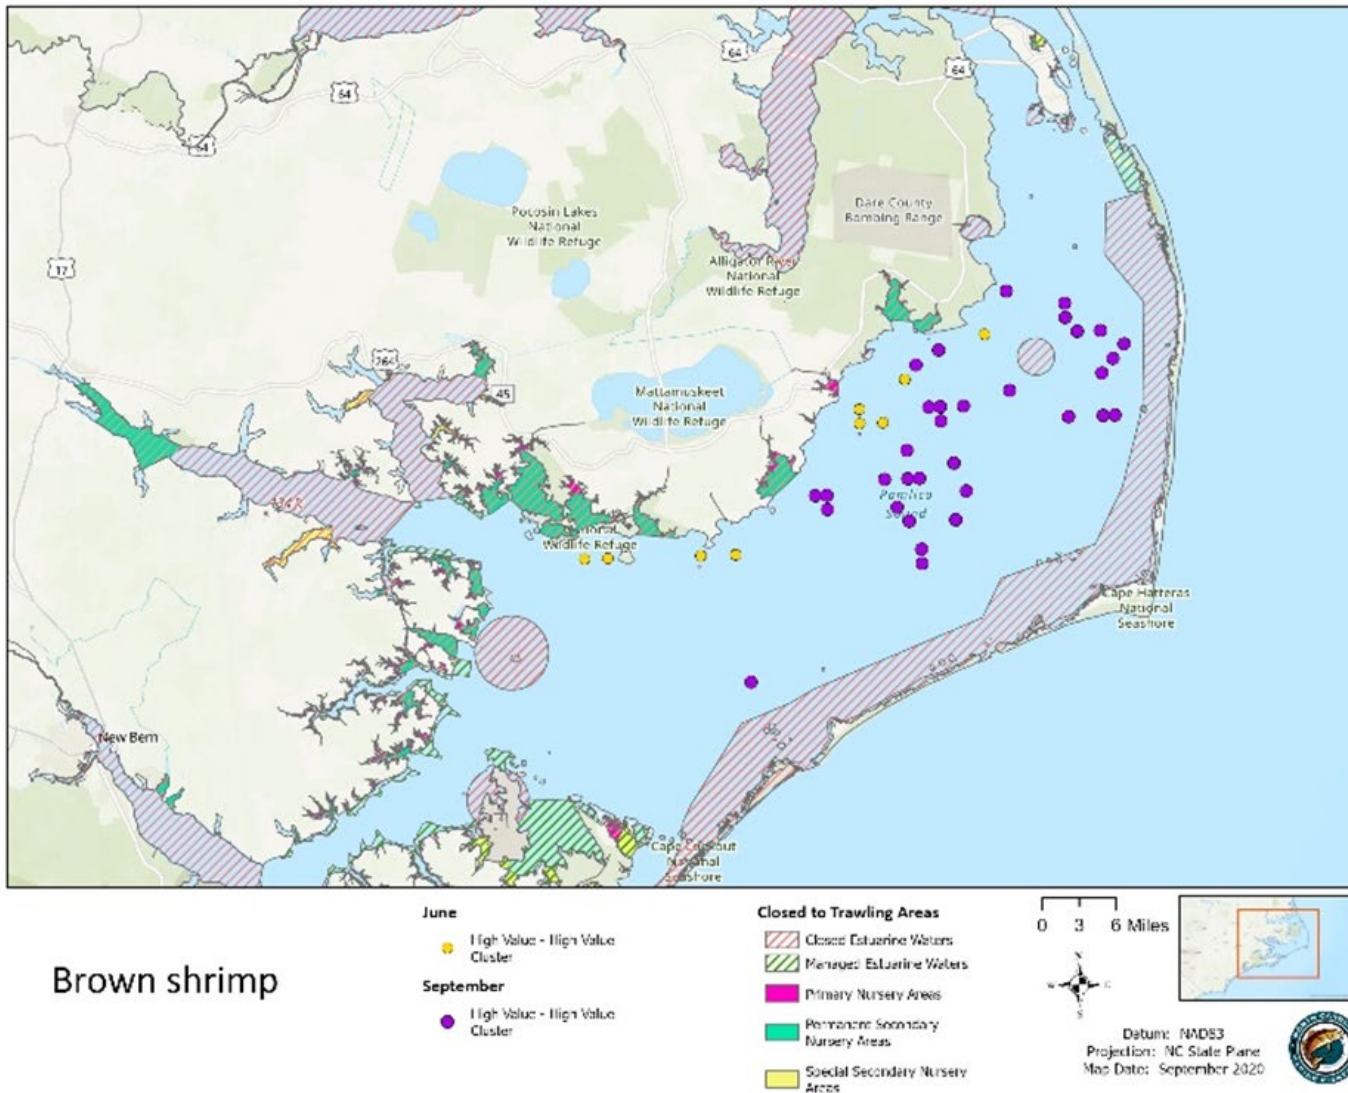 64
64
64
64
Pocosin Lakes
National
Wildlife Refuge
Dare County
Bombing Range
17
Alligator River
National
Wildlife Refuge
264
45
Mattamuskeet
National
Wildlife Refuge
Pamlico
Sound
Wildlife Refuge
Cape Hatteras
National
Seashore
New Bern
Cape Lookout
National
Seashore
Brown shrimp
June
High Value - High Value
Cluster
September
High Value - High Value
Cluster
Closed to Trawling Areas
Closed Estuarine Waters
Managed Estuarine Waters
Primary Nursery Areas
Permanent Secondary
Nursery Areas
Special Secondary Nursery
Areas
0 3 6 Miles
N
W E
S
Datum: NAD83
Projection: NC State Plane
Map Date: September 2020